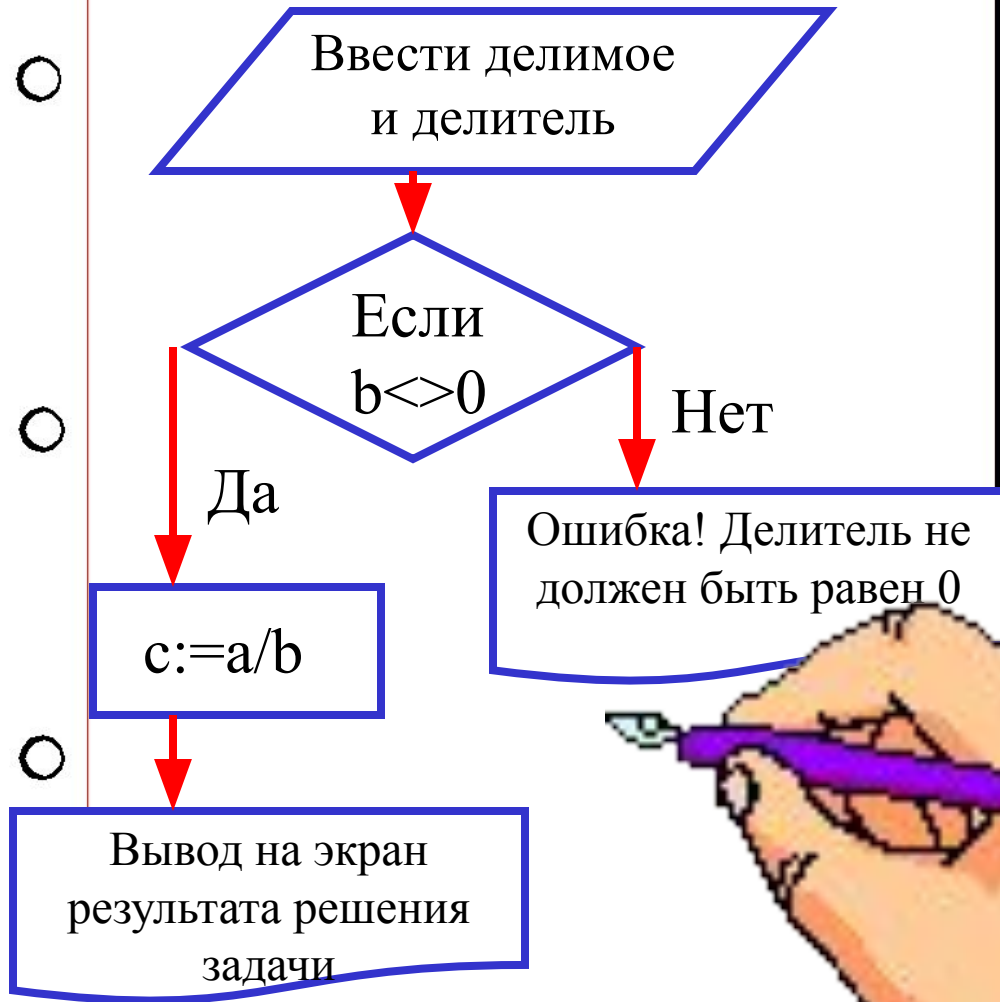 Ввести делимое
и делитель
Если
b<>0
Нет
Да
Ошибка! Делитель не
должен быть равен 0
c:=a/b
Вывод на экран
результата решения
задачи